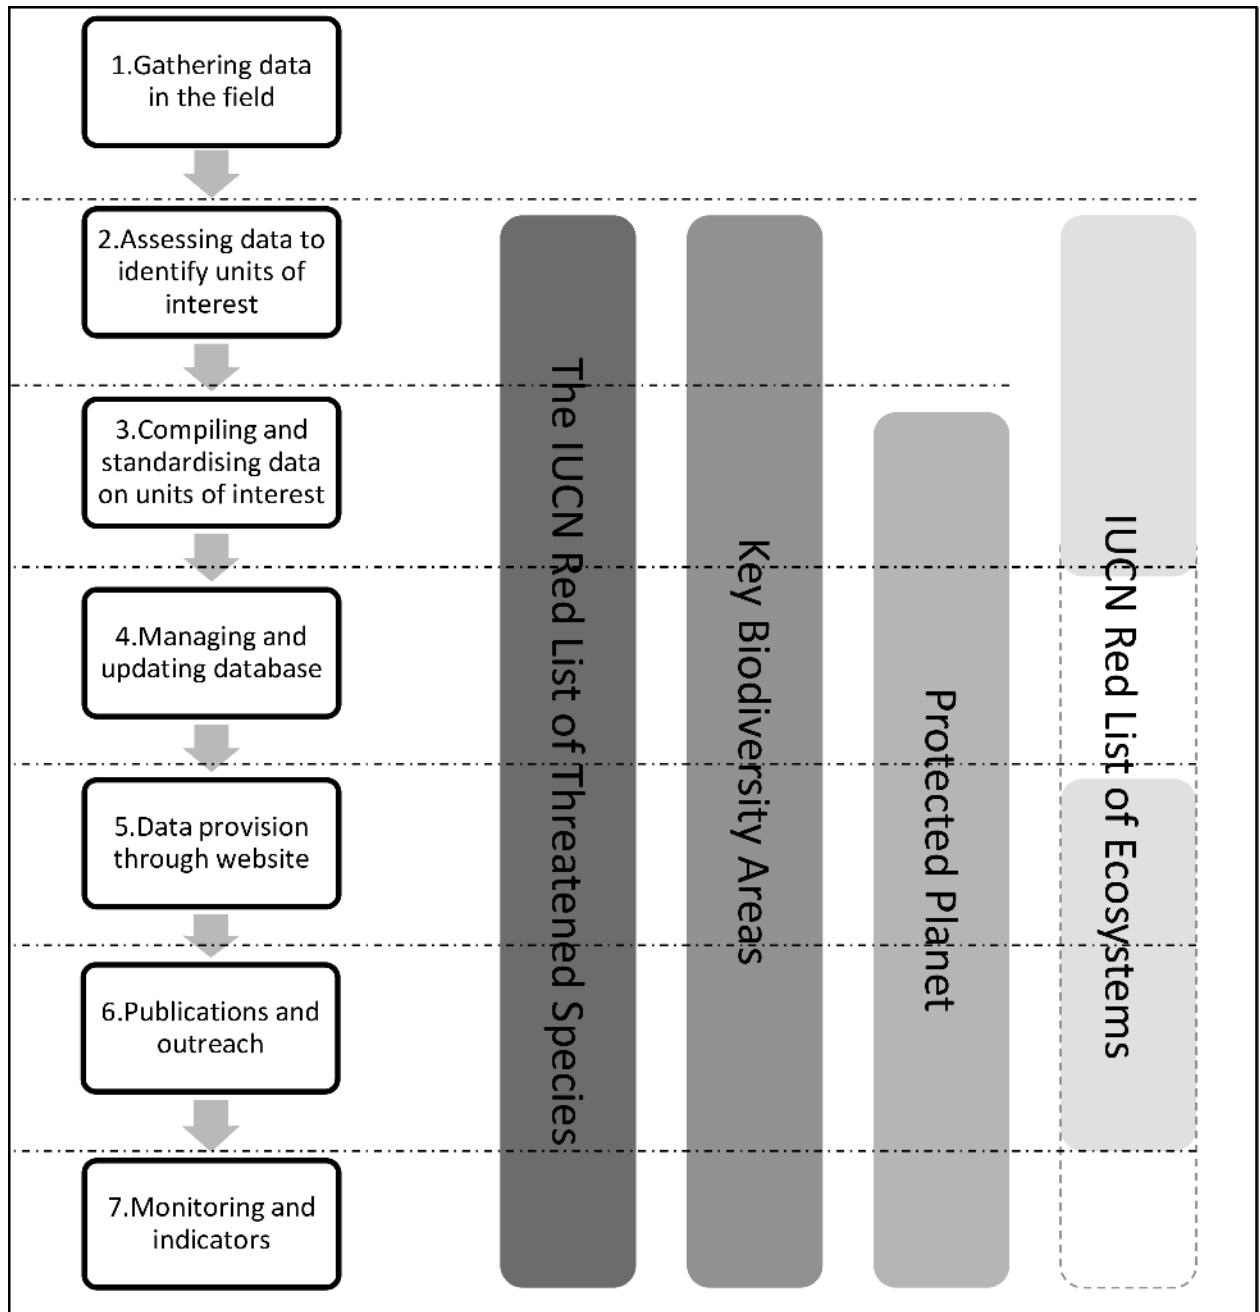 1.Gathering data
in the field
2.Assessing data to
identify units of
interest
3.Compiling and
standardising data
on units of interest
4.Managing and
updating database
5.Data provision
through website
6.Publications and
outreach
7.Monitoring and
indicators
The IUCN Red List of Threatened Species
Key Biodiversity Areas
Protected Planet
IUCN Red List of Ecosystems